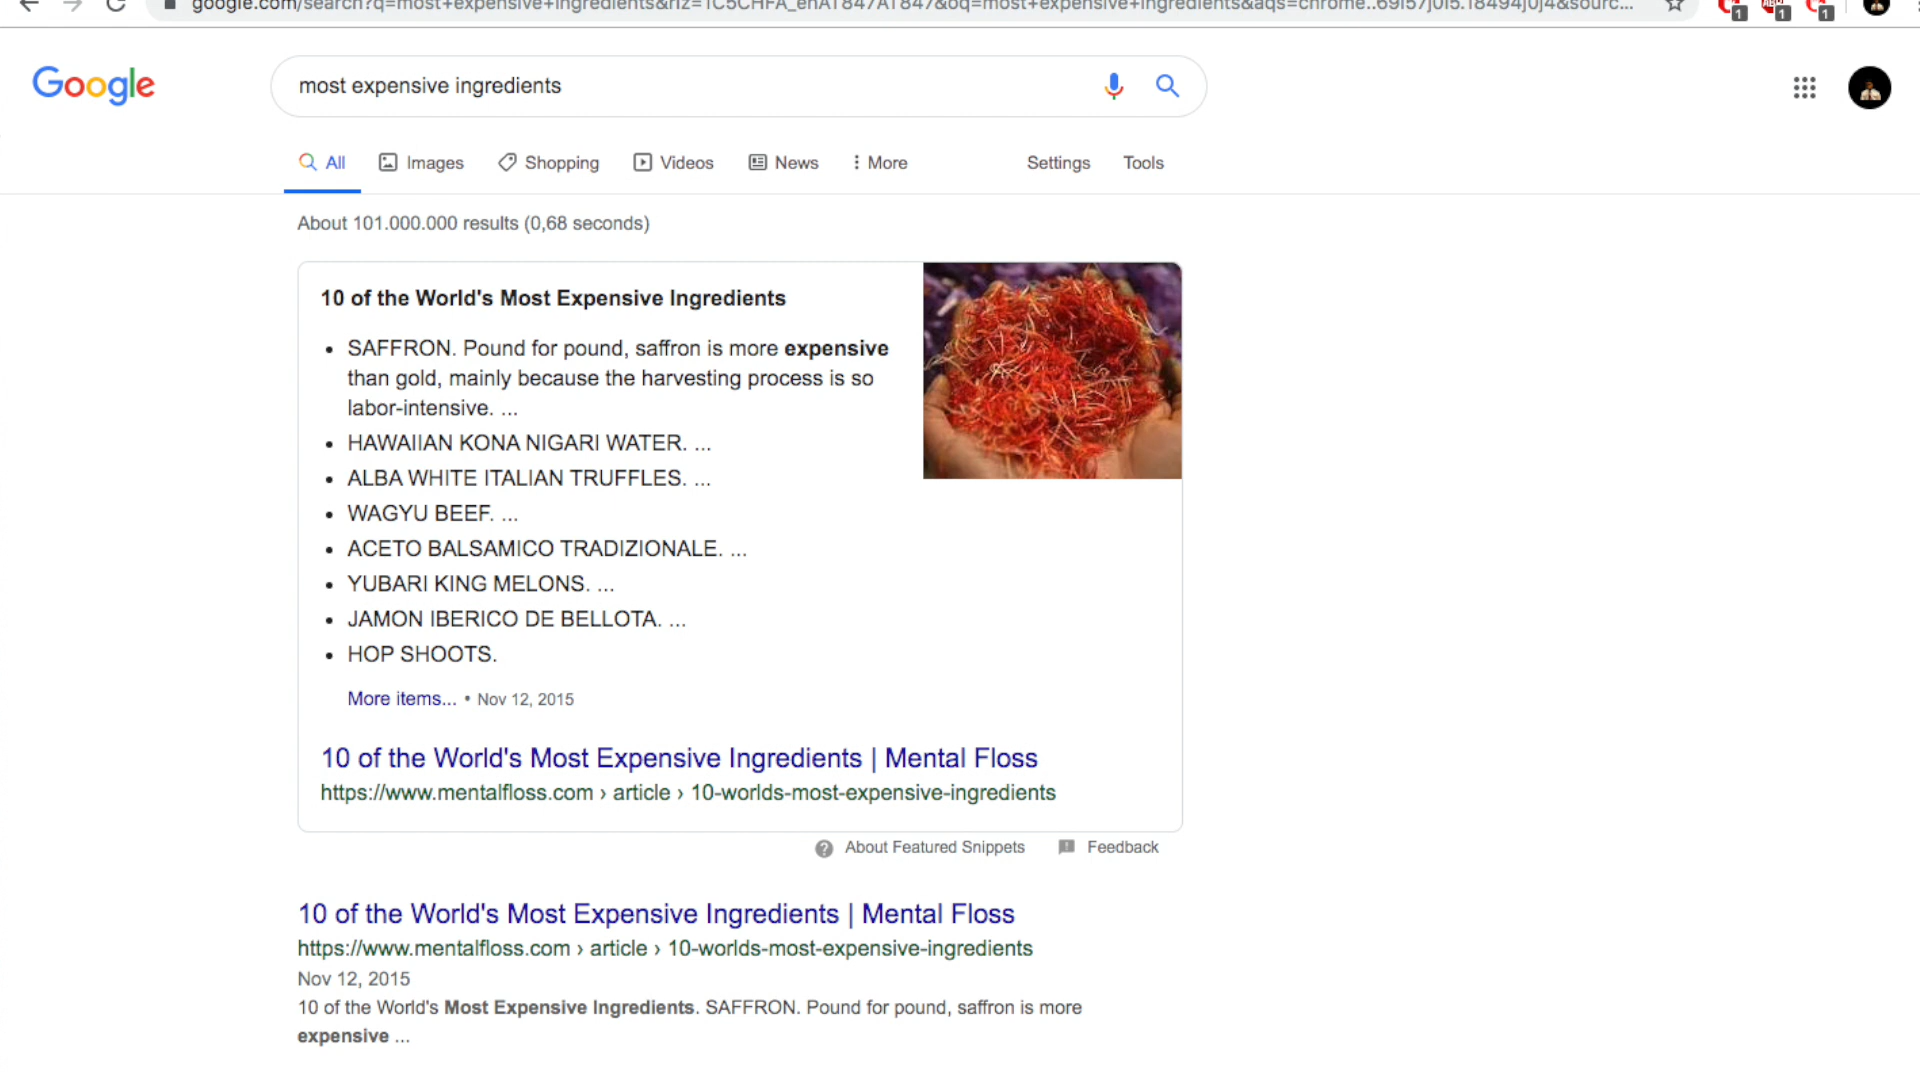 google.com/search?q=most+expensive+ingredients&rlz=1C5CHFA_enAT847AT847&oq=most+expensive+ingredients&aqs=chrome..69i57j0l5.18494j0j4&sourc...
1
1
1
Google
most expensive ingredients
All Images Shopping Videos News More Settings Tools
About 101.000.000 results (0,68 seconds)
10 of the World's Most Expensive Ingredients
• SAFFRON. Pound for pound, saffron is more expensive
than gold, mainly because the harvesting process is so
labor-intensive. ...
• HAWAIIAN KONA NIGARI WATER. ...
• ALBA WHITE ITALIAN TRUFFLES. ...
• WAGYU BEEF. ...
• ACETO BALSAMICO TRADIZIONALE. ...
• YUBARI KING MELONS. ...
• JAMON IBERICO DE BELLOTA. ...
• HOP SHOOTS.
More items... • Nov 12, 2015
10 of the World's Most Expensive Ingredients | Mental Floss
https://www.mentalfloss.com › article › 10-worlds-most-expensive-ingredients
About Featured Snippets Feedback
10 of the World's Most Expensive Ingredients | Mental Floss
https://www.mentalfloss.com › article › 10-worlds-most-expensive-ingredients
Nov 12, 2015
10 of the World's Most Expensive Ingredients. SAFFRON. Pound for pound, saffron is more
expensive ...